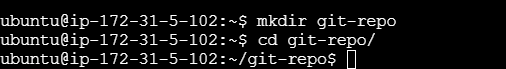 ubuntu@ip-172-31-5-102:~$ mkdir git-repo
ubuntu@ip-172-31-5-102:~$ cd git-repo/
ubuntu@ip-172-31-5-102:~/git-repo$